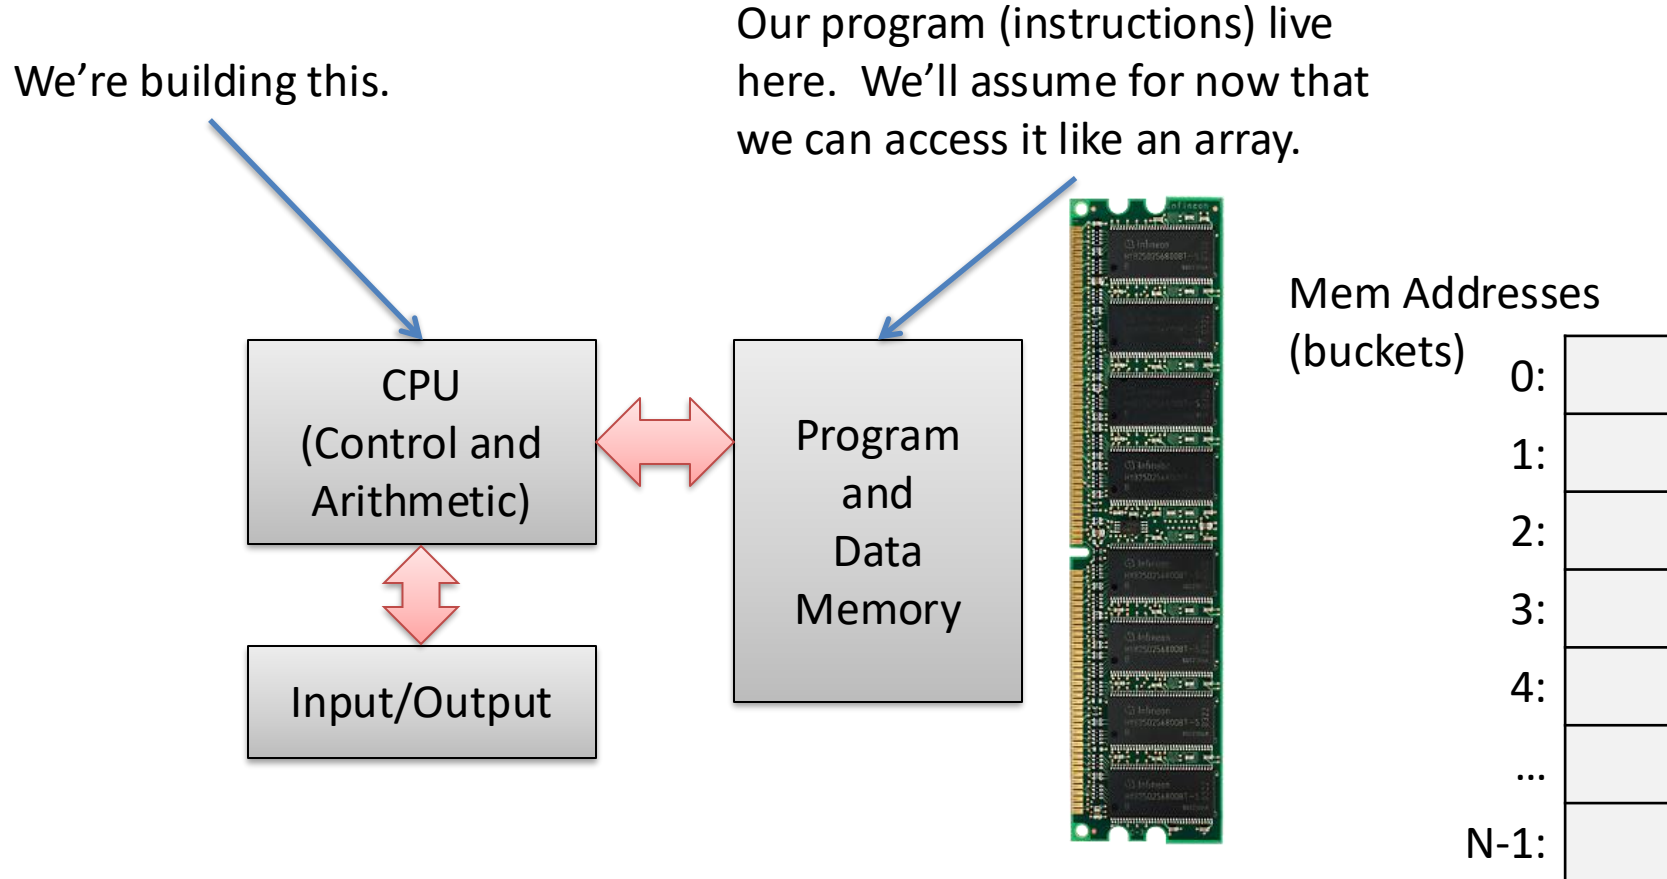 Our program (instructions) live
here. We'll assume for now that
we can access it like an array.
We're building this.
CPU
(Control and
Arithmetic)
Program
and
Data
Memory
Input/Output
Infineon
Mem Addresses
(buckets)
0:
1:
2:
3:
4:
...
N-1: